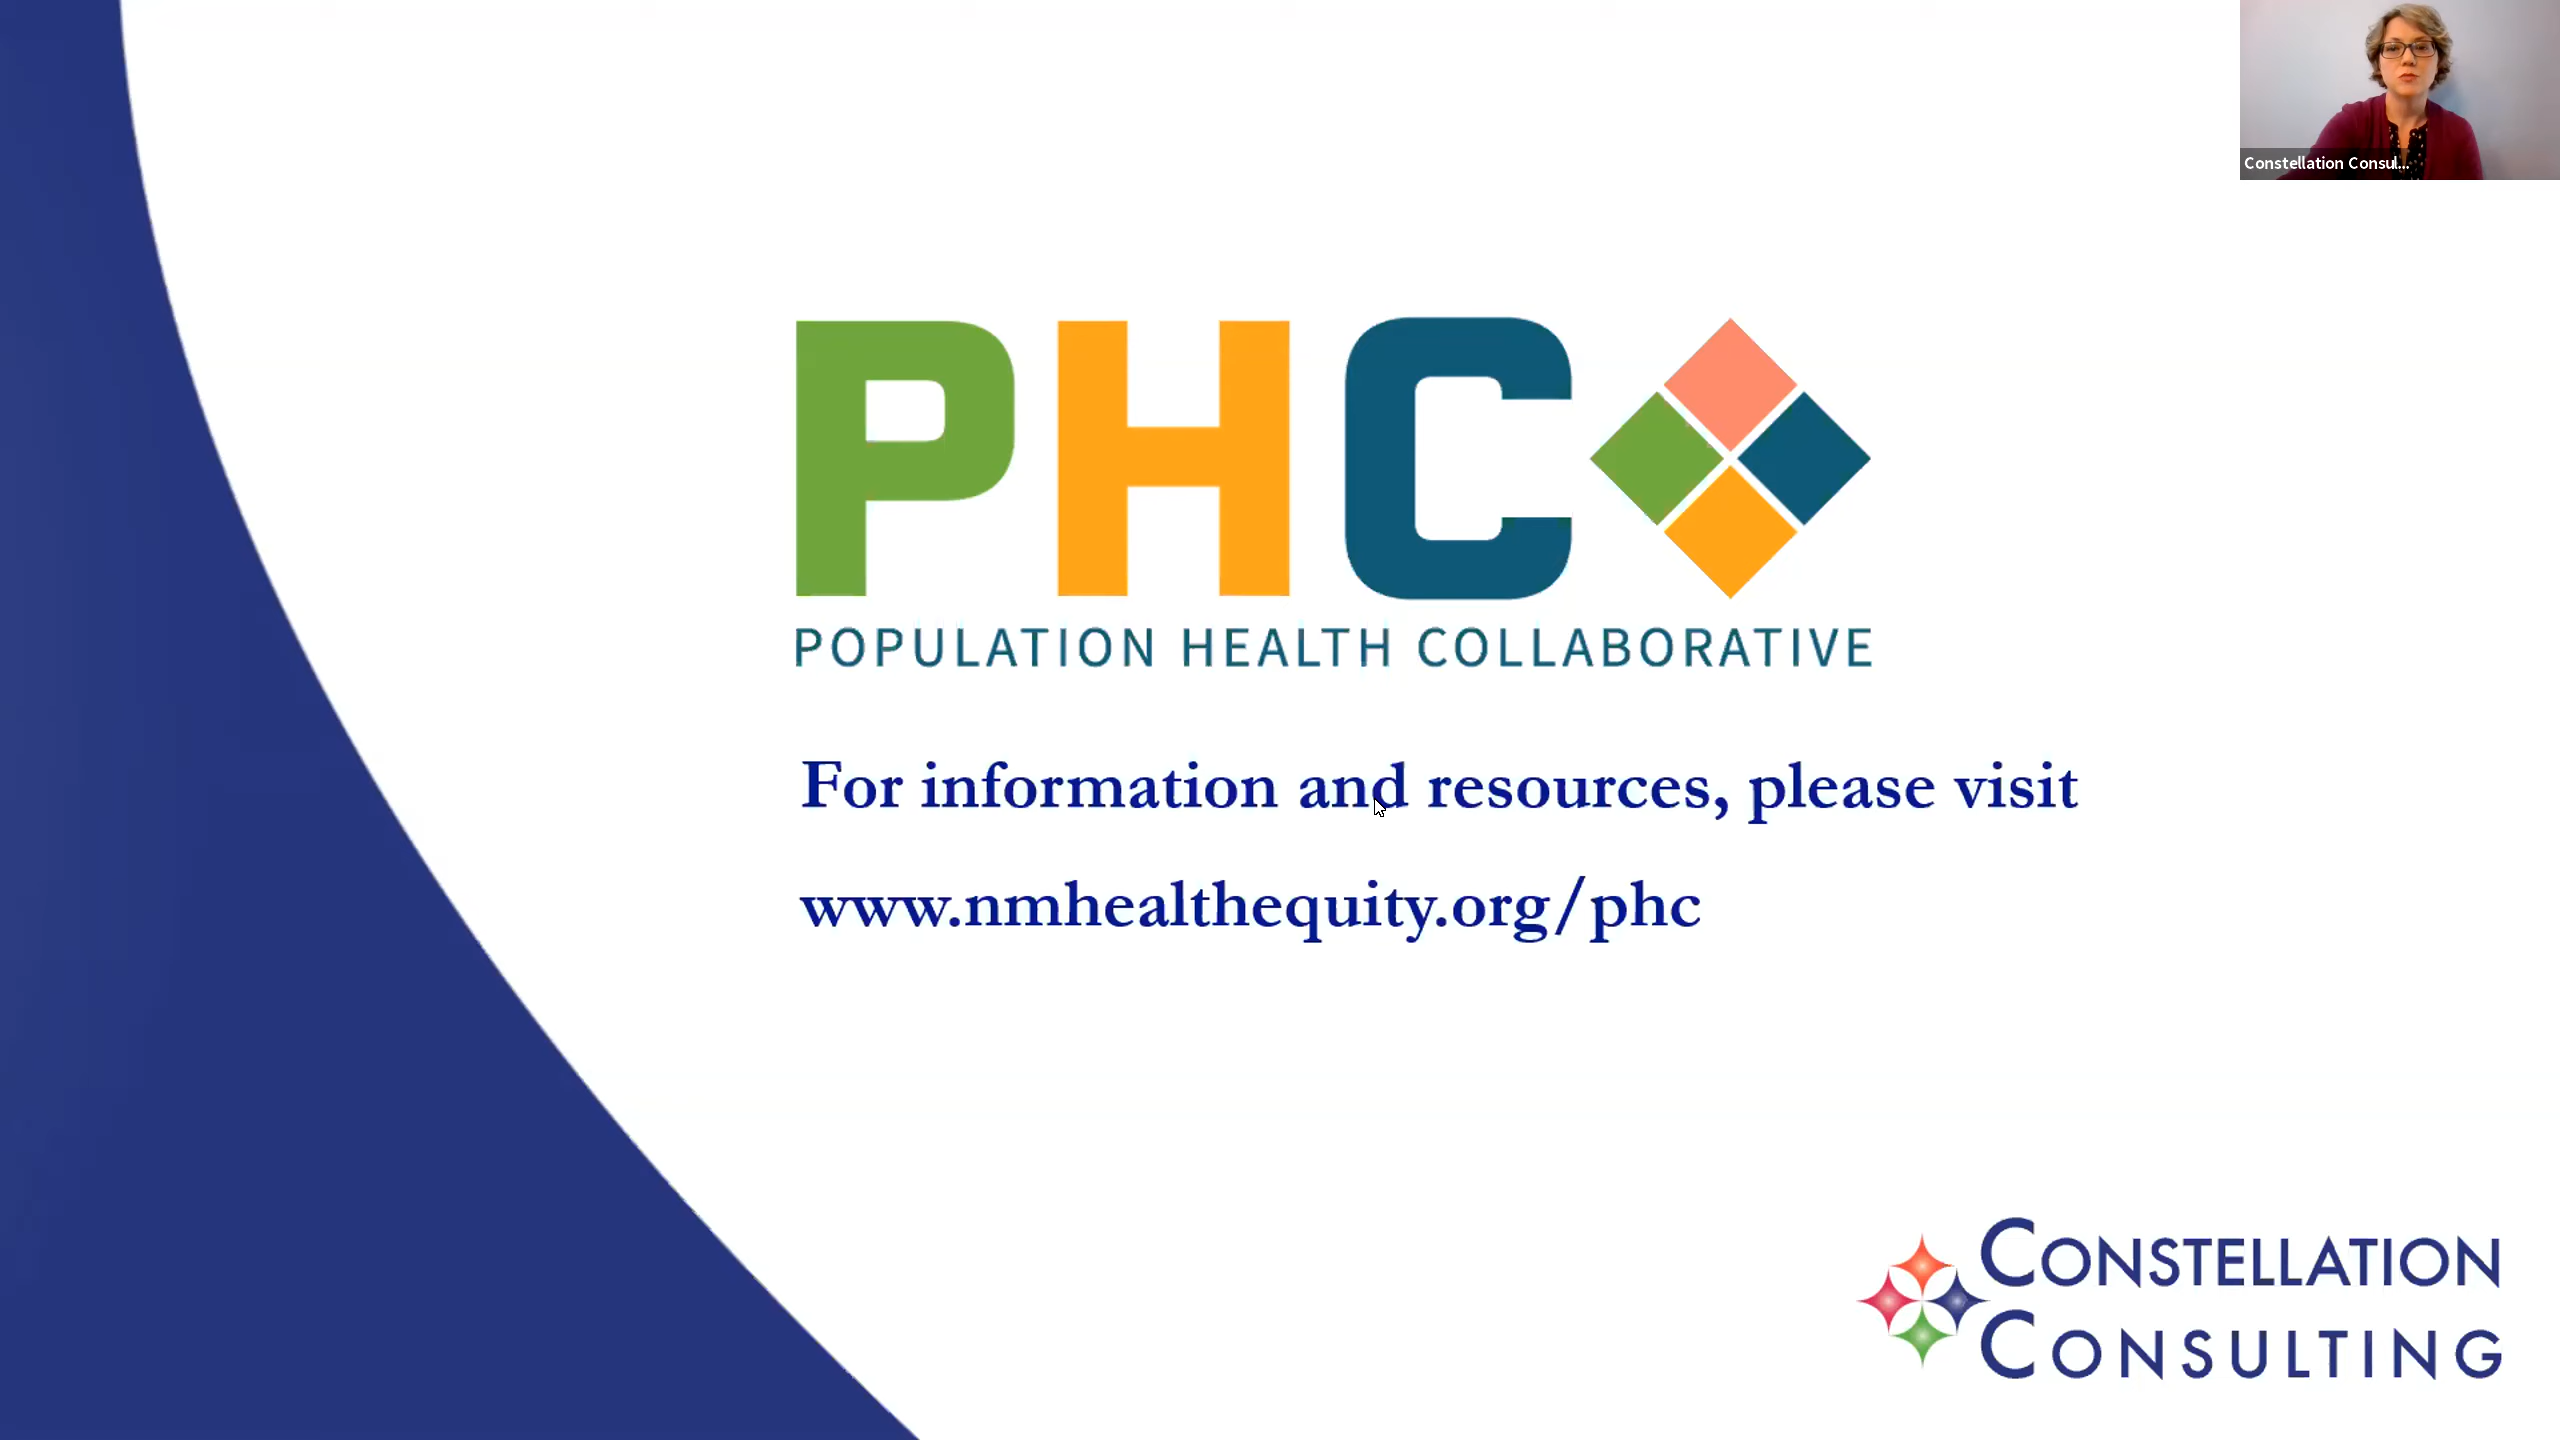 Constellation Consul...
PHC
POPULATION HEALTH COLLABORATIVE
For information and resources, please visit
www.nmhealthequity.org/phc
CONSTELLATION
CONSULTING